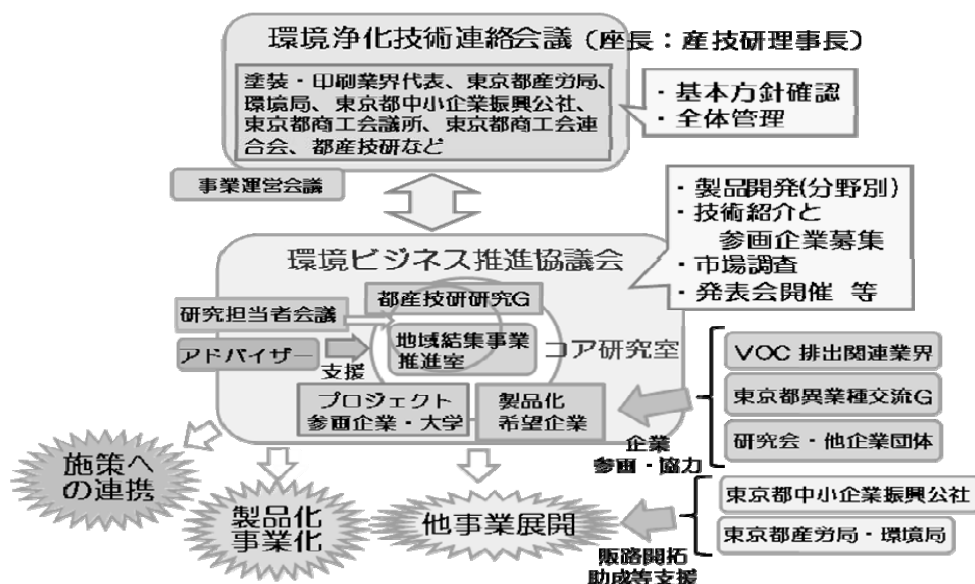 環境浄化技術連絡会議（座長：産技研理事長）
塗装・印刷業界代表、東京都産労局、
環境局、東京都中小企業振興公社、
東京都商工会議所、東京都商工会連
合会、都産技研など
・基本方針確認
・全体管理
事業運営会議
・製品開発(分野別)
・技術紹介と
参画企業募集
・市場調査
・発表会開催 等
環境ビジネス推進協議会
都産技研研究G
研究担当者会議
地域結集事業
推進室
コア研究室
アドバイザー
支援
プロジェクト
参画企業・大学
製品化
希望企業
VOC 排出関連業界
東京都異業種交流G
研究会・他企業団体
企業
参画・協力
施策へ
の連携
製品化
事業化
他事業展開
東京都中小企業振興公社
東京都産労局・環境局
販路開拓
助成等支援